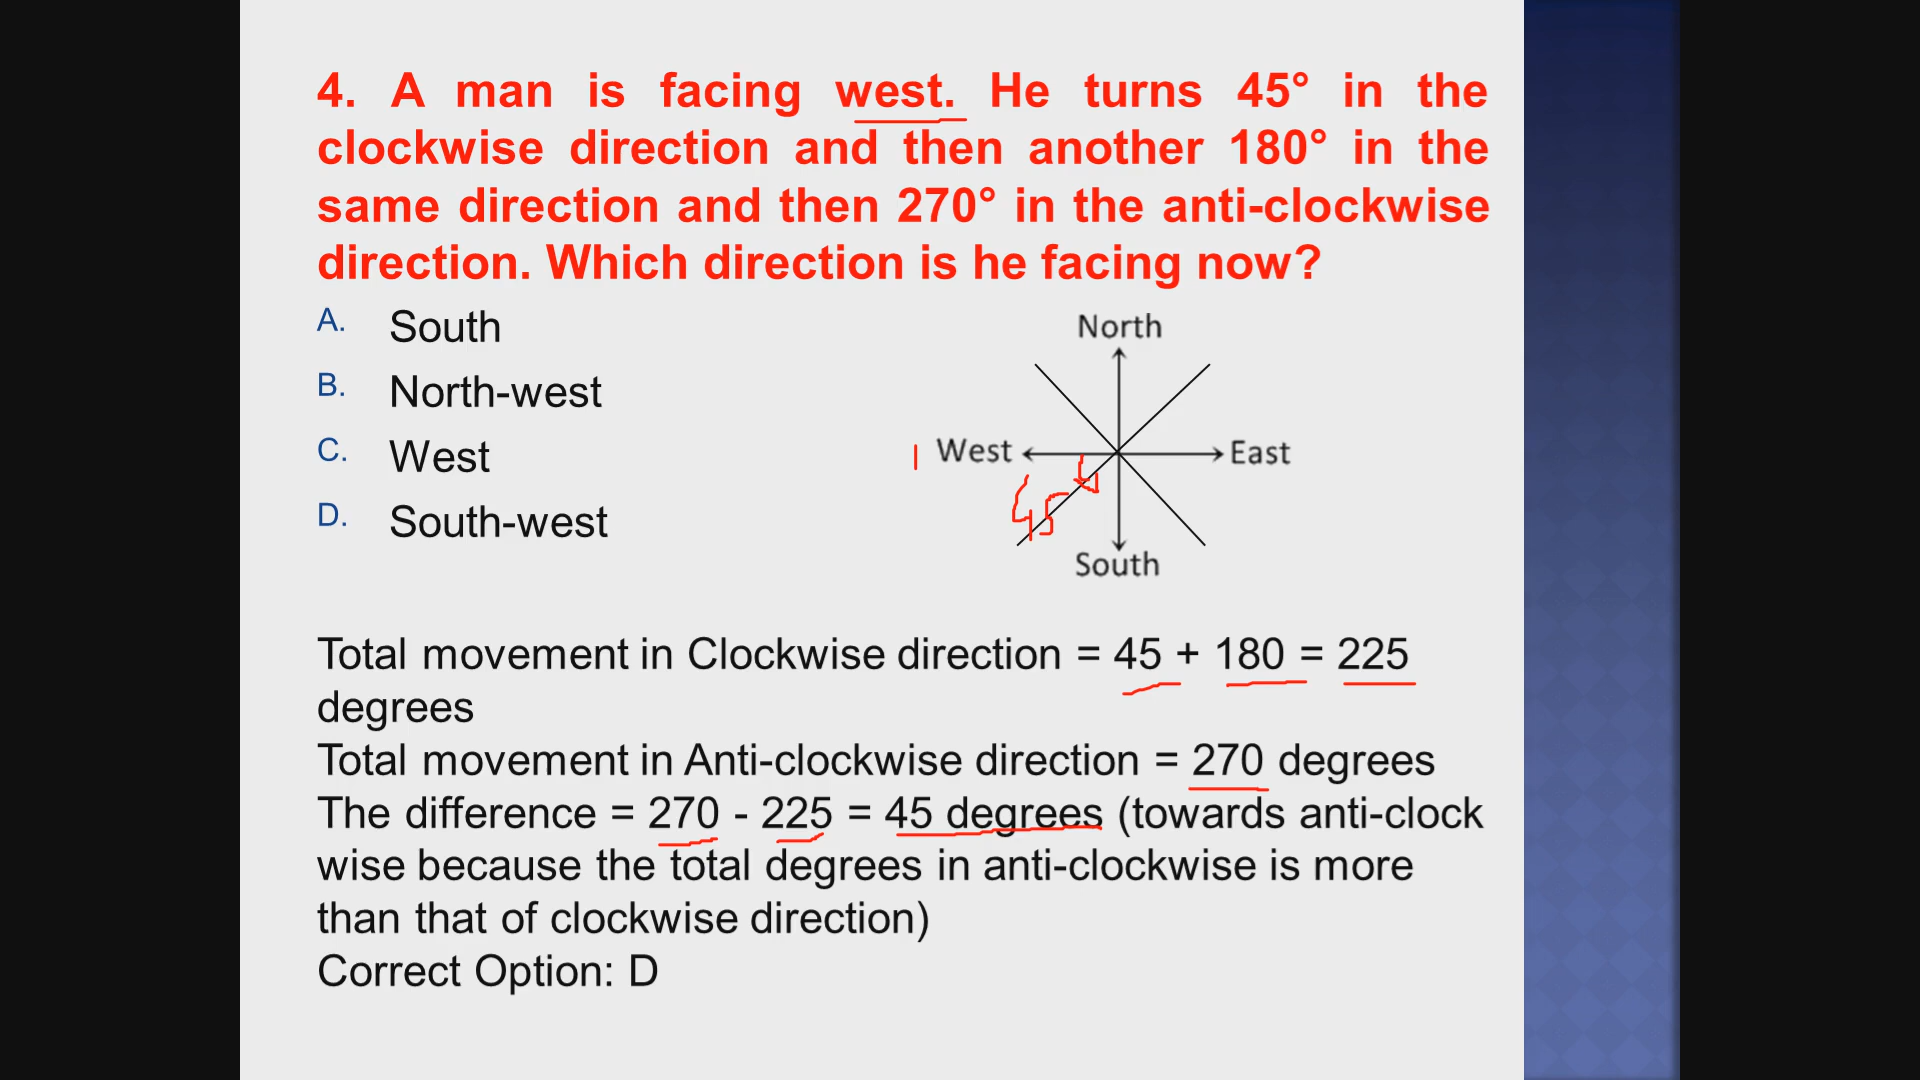 4. A man is facing west. He turns 45° in the
clockwise direction and then another 180° in the
same direction and then 270° in the anti-clockwise
direction. Which direction is he facing now?
A. South
B. North-west
C. West
D. South-west
North
West
East
45
South
Total movement in Clockwise direction = 45 + 180 = 225
degrees
Total movement in Anti-clockwise direction = 270 degrees
The difference = 270 - 225 = 45 degrees (towards anti-clock
wise because the total degrees in anti-clockwise is more
than that of clockwise direction)
Correct Option: D